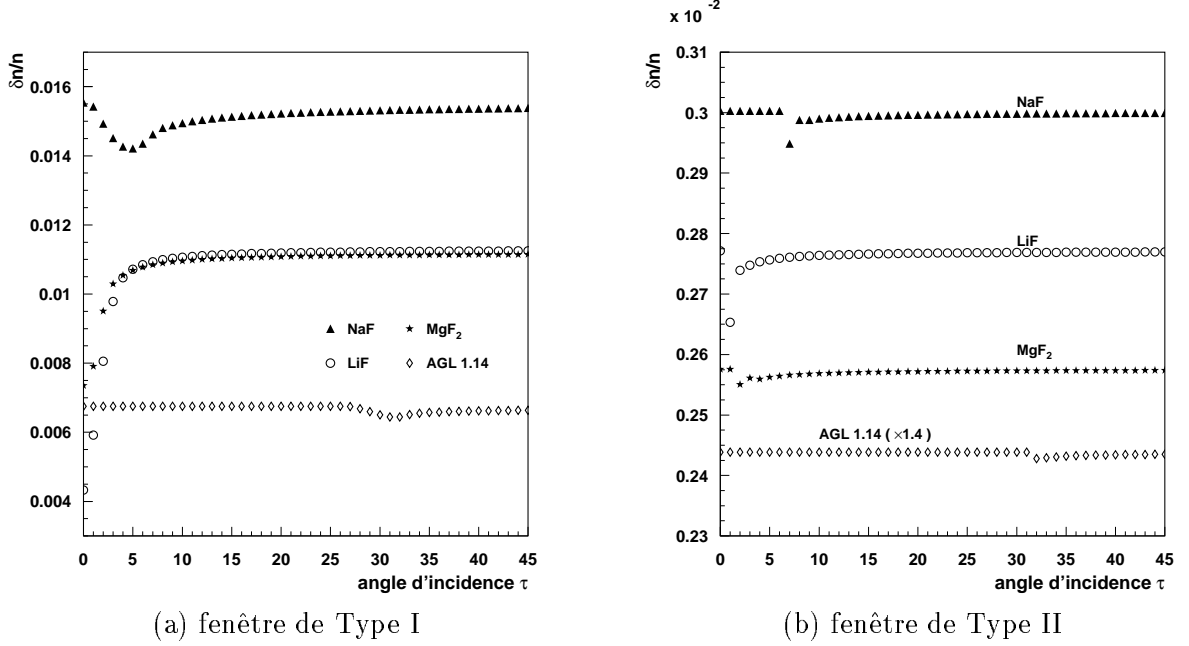 δn/n
0.016
0.014
0.012
0.01
0.008
0.006
0.004
NaF
MgF2
LiF
AGL 1.14
0 5 10 15 20 25 30 35 40 45
angle d'incidence τ
(a) fenêtre de Type I
x 10 -2
δn/n
0.31
0.3
0.29
0.28
0.27
0.26
0.25
0.24
0.23
NaF
LiF
MgF2
AGL 1.14 ( ×1.4 )
0 5 10 15 20 25 30 35 40 45
angle d'incidence τ
(b) fenêtre de Type II